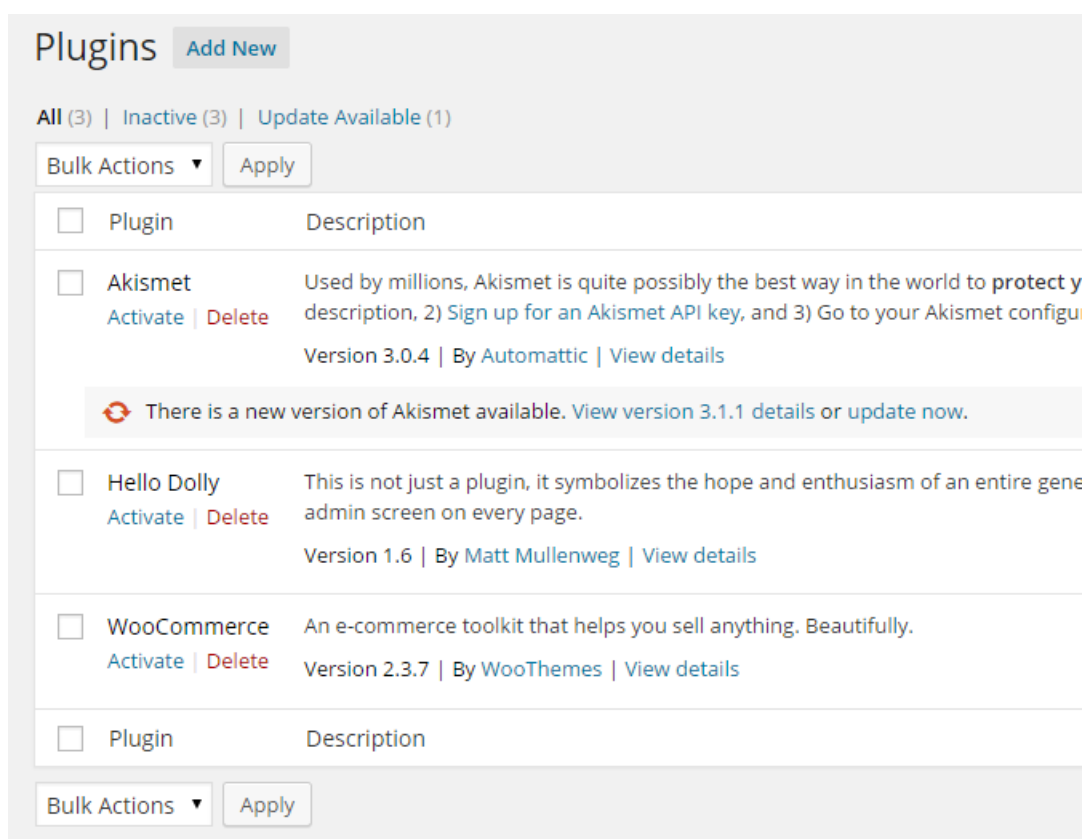 Plugins Add New
All (3) | Inactive (3) | Update Available (1)
Bulk Actions Apply
Plugin Description
Akismet Used by millions, Akismet is quite possibly the best way in the world to protect y
Activate | Delete description, 2) Sign up for an Akismet API key, and 3) Go to your Akismet configu
Version 3.0.4 | By Automattic | View details
There is a new version of Akismet available. View version 3.1.1 details or update now.
Hello Dolly This is not just a plugin, it symbolizes the hope and enthusiasm of an entire gene
Activate | Delete admin screen on every page.
Version 1.6 | By Matt Mullenweg | View details
WooCommerce An e-commerce toolkit that helps you sell anything. Beautifully.
Activate | Delete Version 2.3.7 | By WooThemes | View details
Plugin Description
Bulk Actions Apply